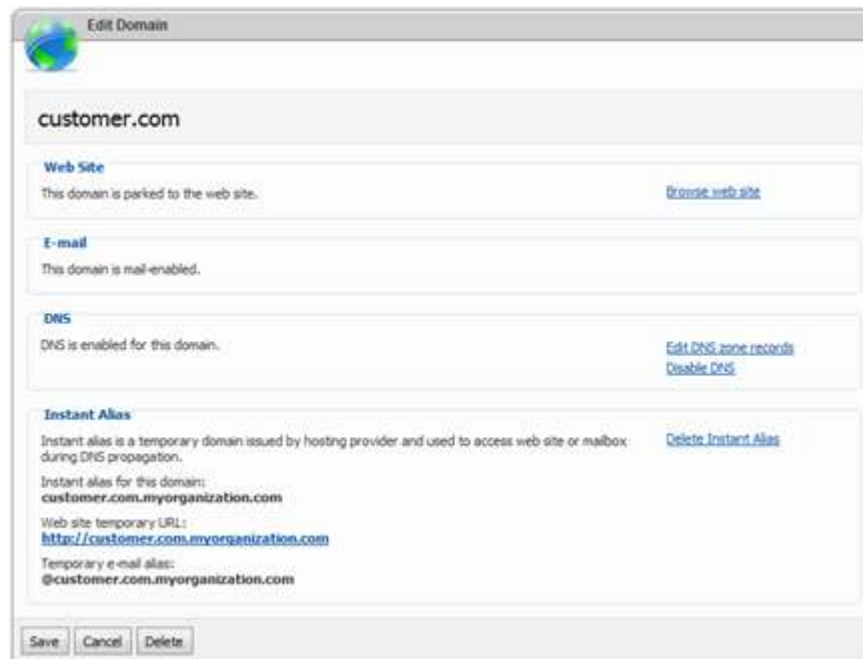 Edit Domain
customer.com
Web Site
This domain is parked to the web site.
Browse web site
E-mail
This domain is mail-enabled.
DNS
DNS is enabled for this domain.
Edit DNS zone records
Disable DNS
Instant Alias
Instant alias is a temporary domain issued by hosting provider and used to access web site or mailbox
during DNS propagation.
Delete Instant Alias
Instant alias for this domain:
customer.com.myorganization.com
Web site temporary URL:
http://customer.com.myorganization.com
Temporary e-mail alias:
@customer.com.myorganization.com
Save Cancel Delete